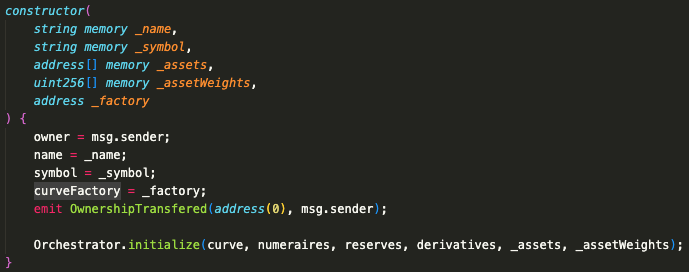 constructor(
string memory _name,
string memory _symbol,
address[] memory _assets,
uint256[] memory _assetWeights,
address _factory
) {
owner = msg.sender;
name = _name;
symbol = _symbol;
curveFactory = _factory;
emit OwnershipTransfered(address(0), msg.sender);
Orchestrator.initialize(curve, numeraires, reserves, derivatives, _assets, _assetWeights);
}